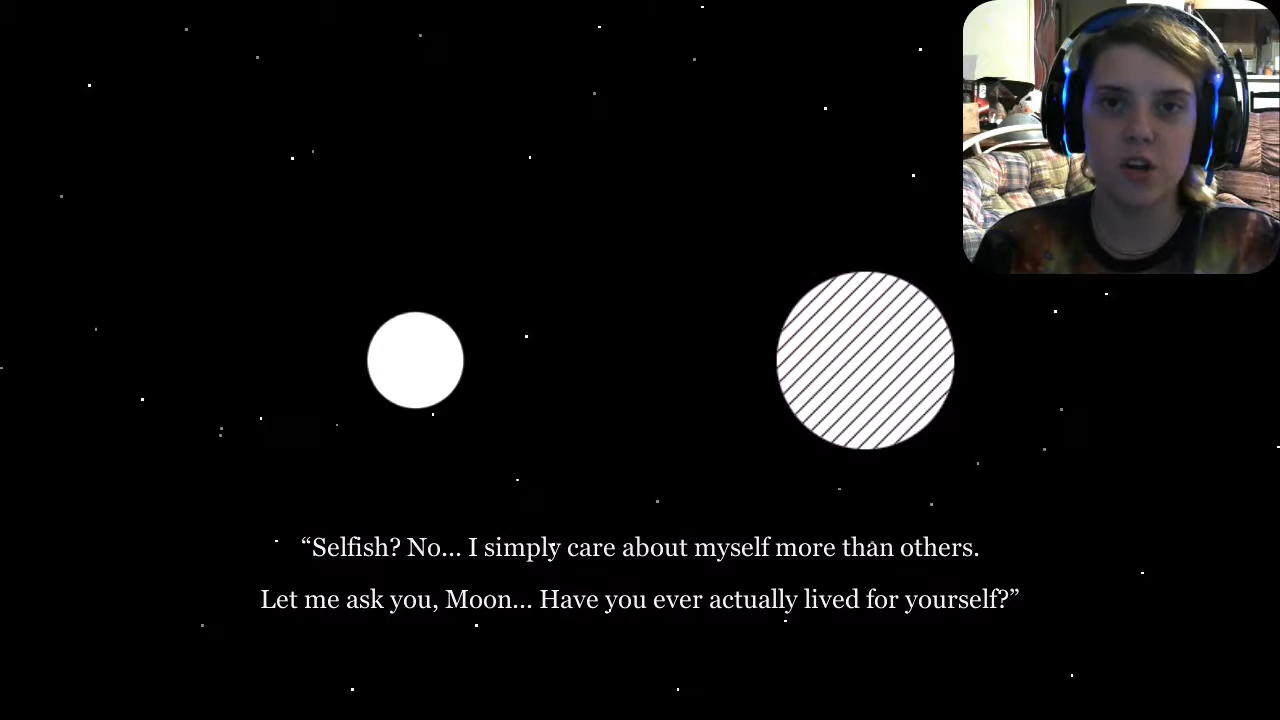 “Selfish? No... I simply care about myself more than others.
Let me ask you, Moon... Have you ever actually lived for yourself?”